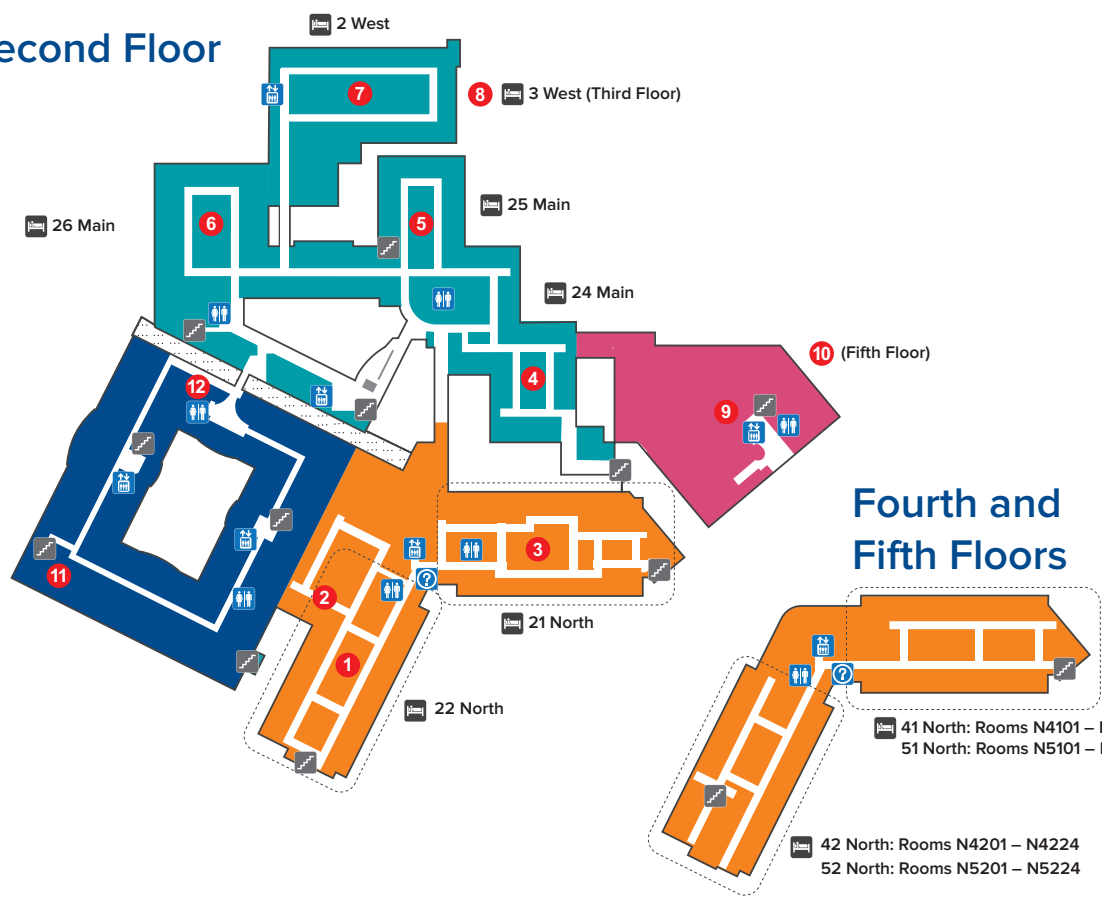 econd Floor
2 West
7
8
3 West (Third Floor)
26 Main
6
5
25 Main
24 Main
12
4
10
(Fifth Floor)
9
11
2
3
?
1
21 North
22 North
Fourth and
Fifth Floors
?
41 North: Rooms N4101 –
51 North: Rooms N5101 –
42 North: Rooms N4201 – N4224
52 North: Rooms N5201 – N5224